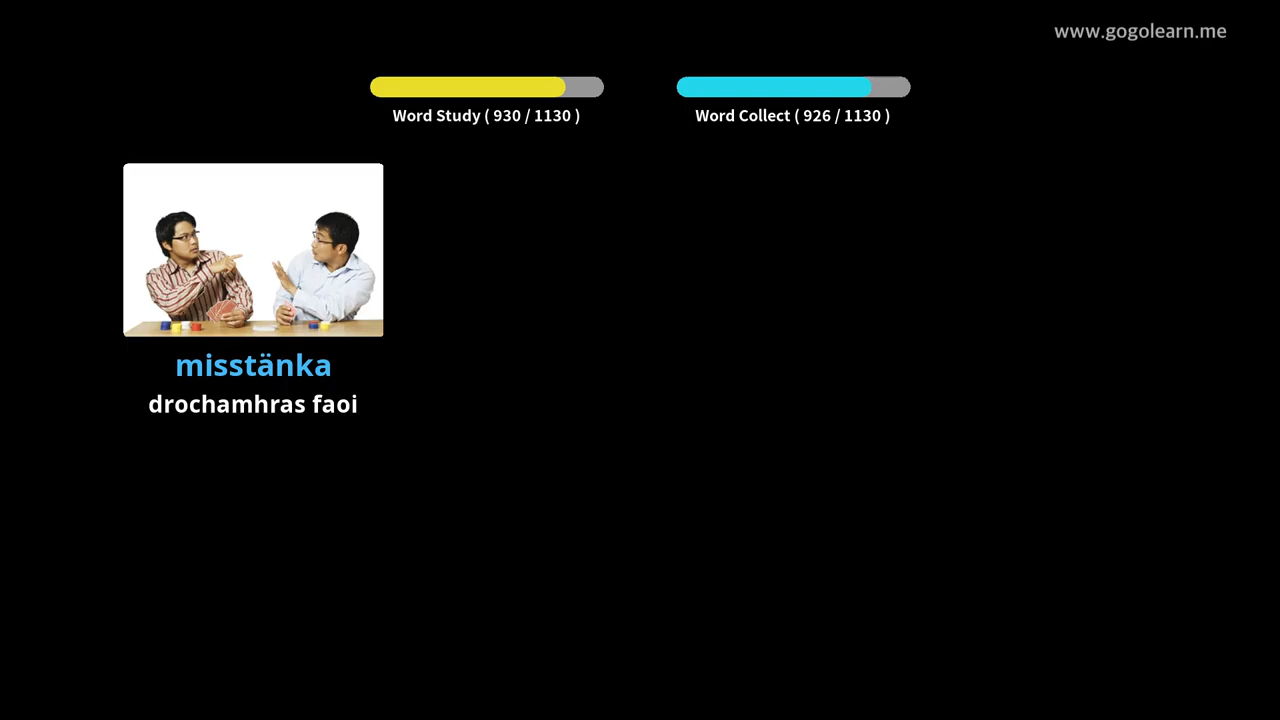 www.gogolearn.me
Word Study ( 930 / 1130 )
Word Collect ( 926 / 1130 )
misstänka
drochamhras faoi